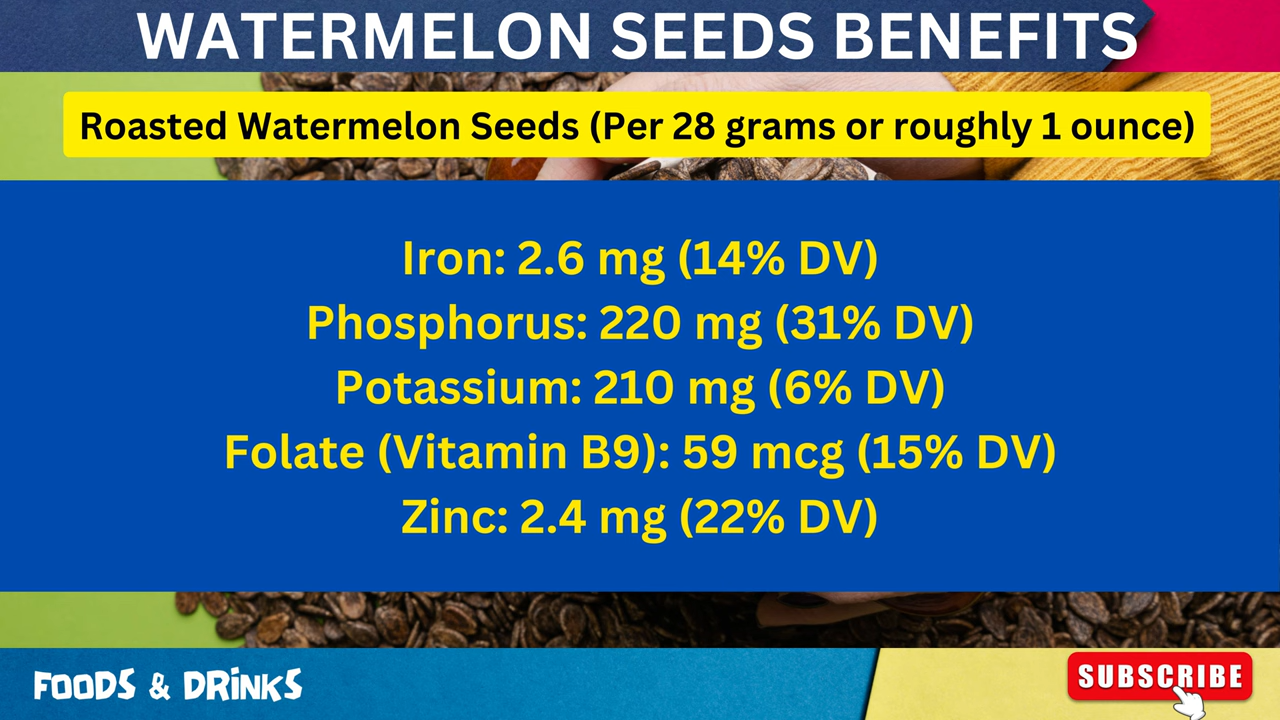 WATERMELON SEEDS BENEFITS
Roasted Watermelon Seeds (Per 28 grams or roughly 1 ounce)
Iron: 2.6 mg (14% DV)
Phosphorus: 220 mg (31% DV)
Potassium: 210 mg (6% DV)
Folate (Vitamin B9): 59 mcg (15% DV)
Zinc: 2.4 mg (22% DV)
FOODS & DRiNKS
SUBSCRIBE